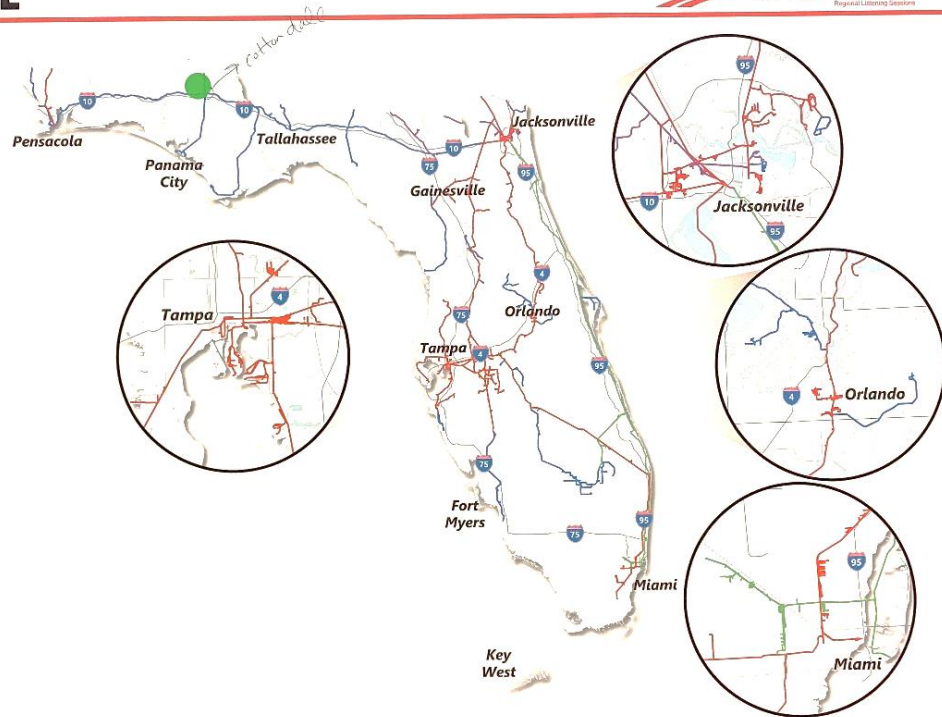 E
Regional Listening Sessions
rottondale
95
10
10
Pensacola
Tallahassee
Jacksonville
10
75
95
Panama
City
Gainesville
Jacksonville
10
95
4
4
Tampa
75
Orlando
Tampa
4
95
4
Orlando
75
Fort
Myers
95
75
95
Miami
Miami
Key
West